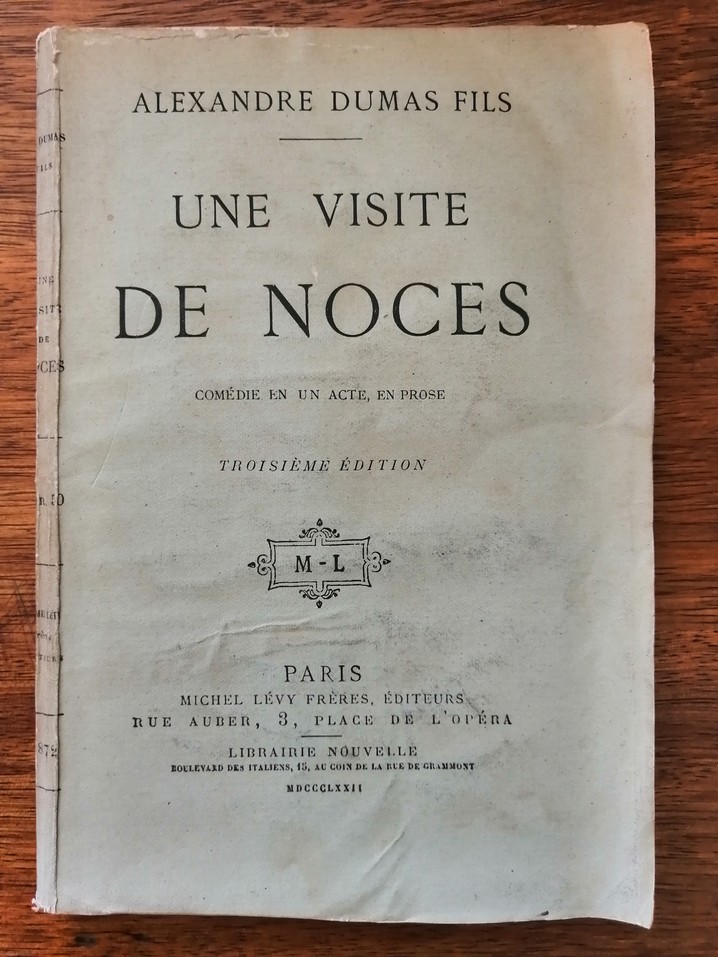 ALEXANDRE DUMAS FILS
UNE VISITE
DE NOCES
COMÉDIE EN UN ACTE, EN PROSE
TROISIÈME ÉDITION
M-L
PARIS
MICHEL LÉVY FRÈRES, ÉDITEURS
RUE AUBER, 3, PLACE DE L'OPÉRA
LIBRAIRIE NOUVELLE
BOULEVARD DES ITALIENS, 15, AU COIN DE LA RUE DE GRAMMONT
MDCCCLXXII
DUMAS